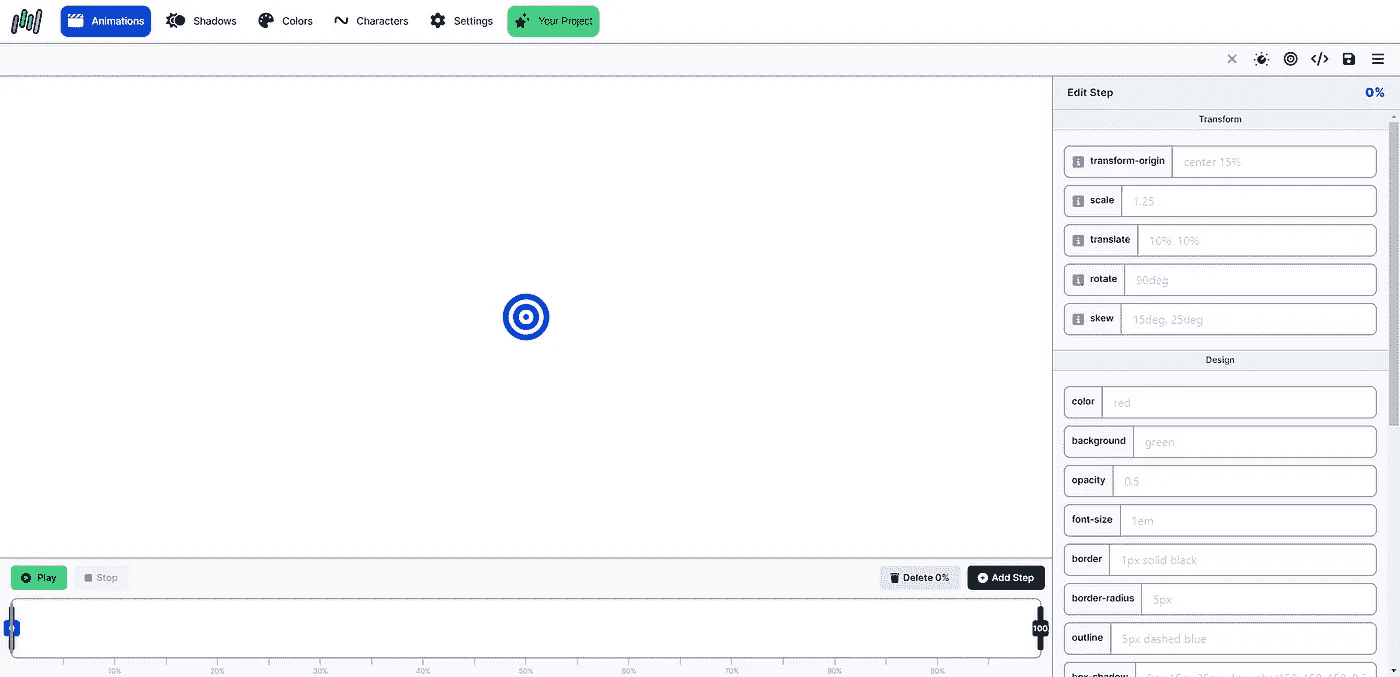 Animations Shadows Colors Characters Settings Your Project
Edit Step 0%
Transform
transform-origin center 15%
scale 1.25
translate 10%, 10%
rotate 90deg
skew 15deg, 25deg
Design
color red
background green
opacity 0.5
font-size 1em
border 1px solid black
border-radius 5px
outline 5px dashed blue
box-shadow
Play Stop Delete 0% Add Step
100
10% 20% 30% 40% 50% 60% 70% 80% 90%